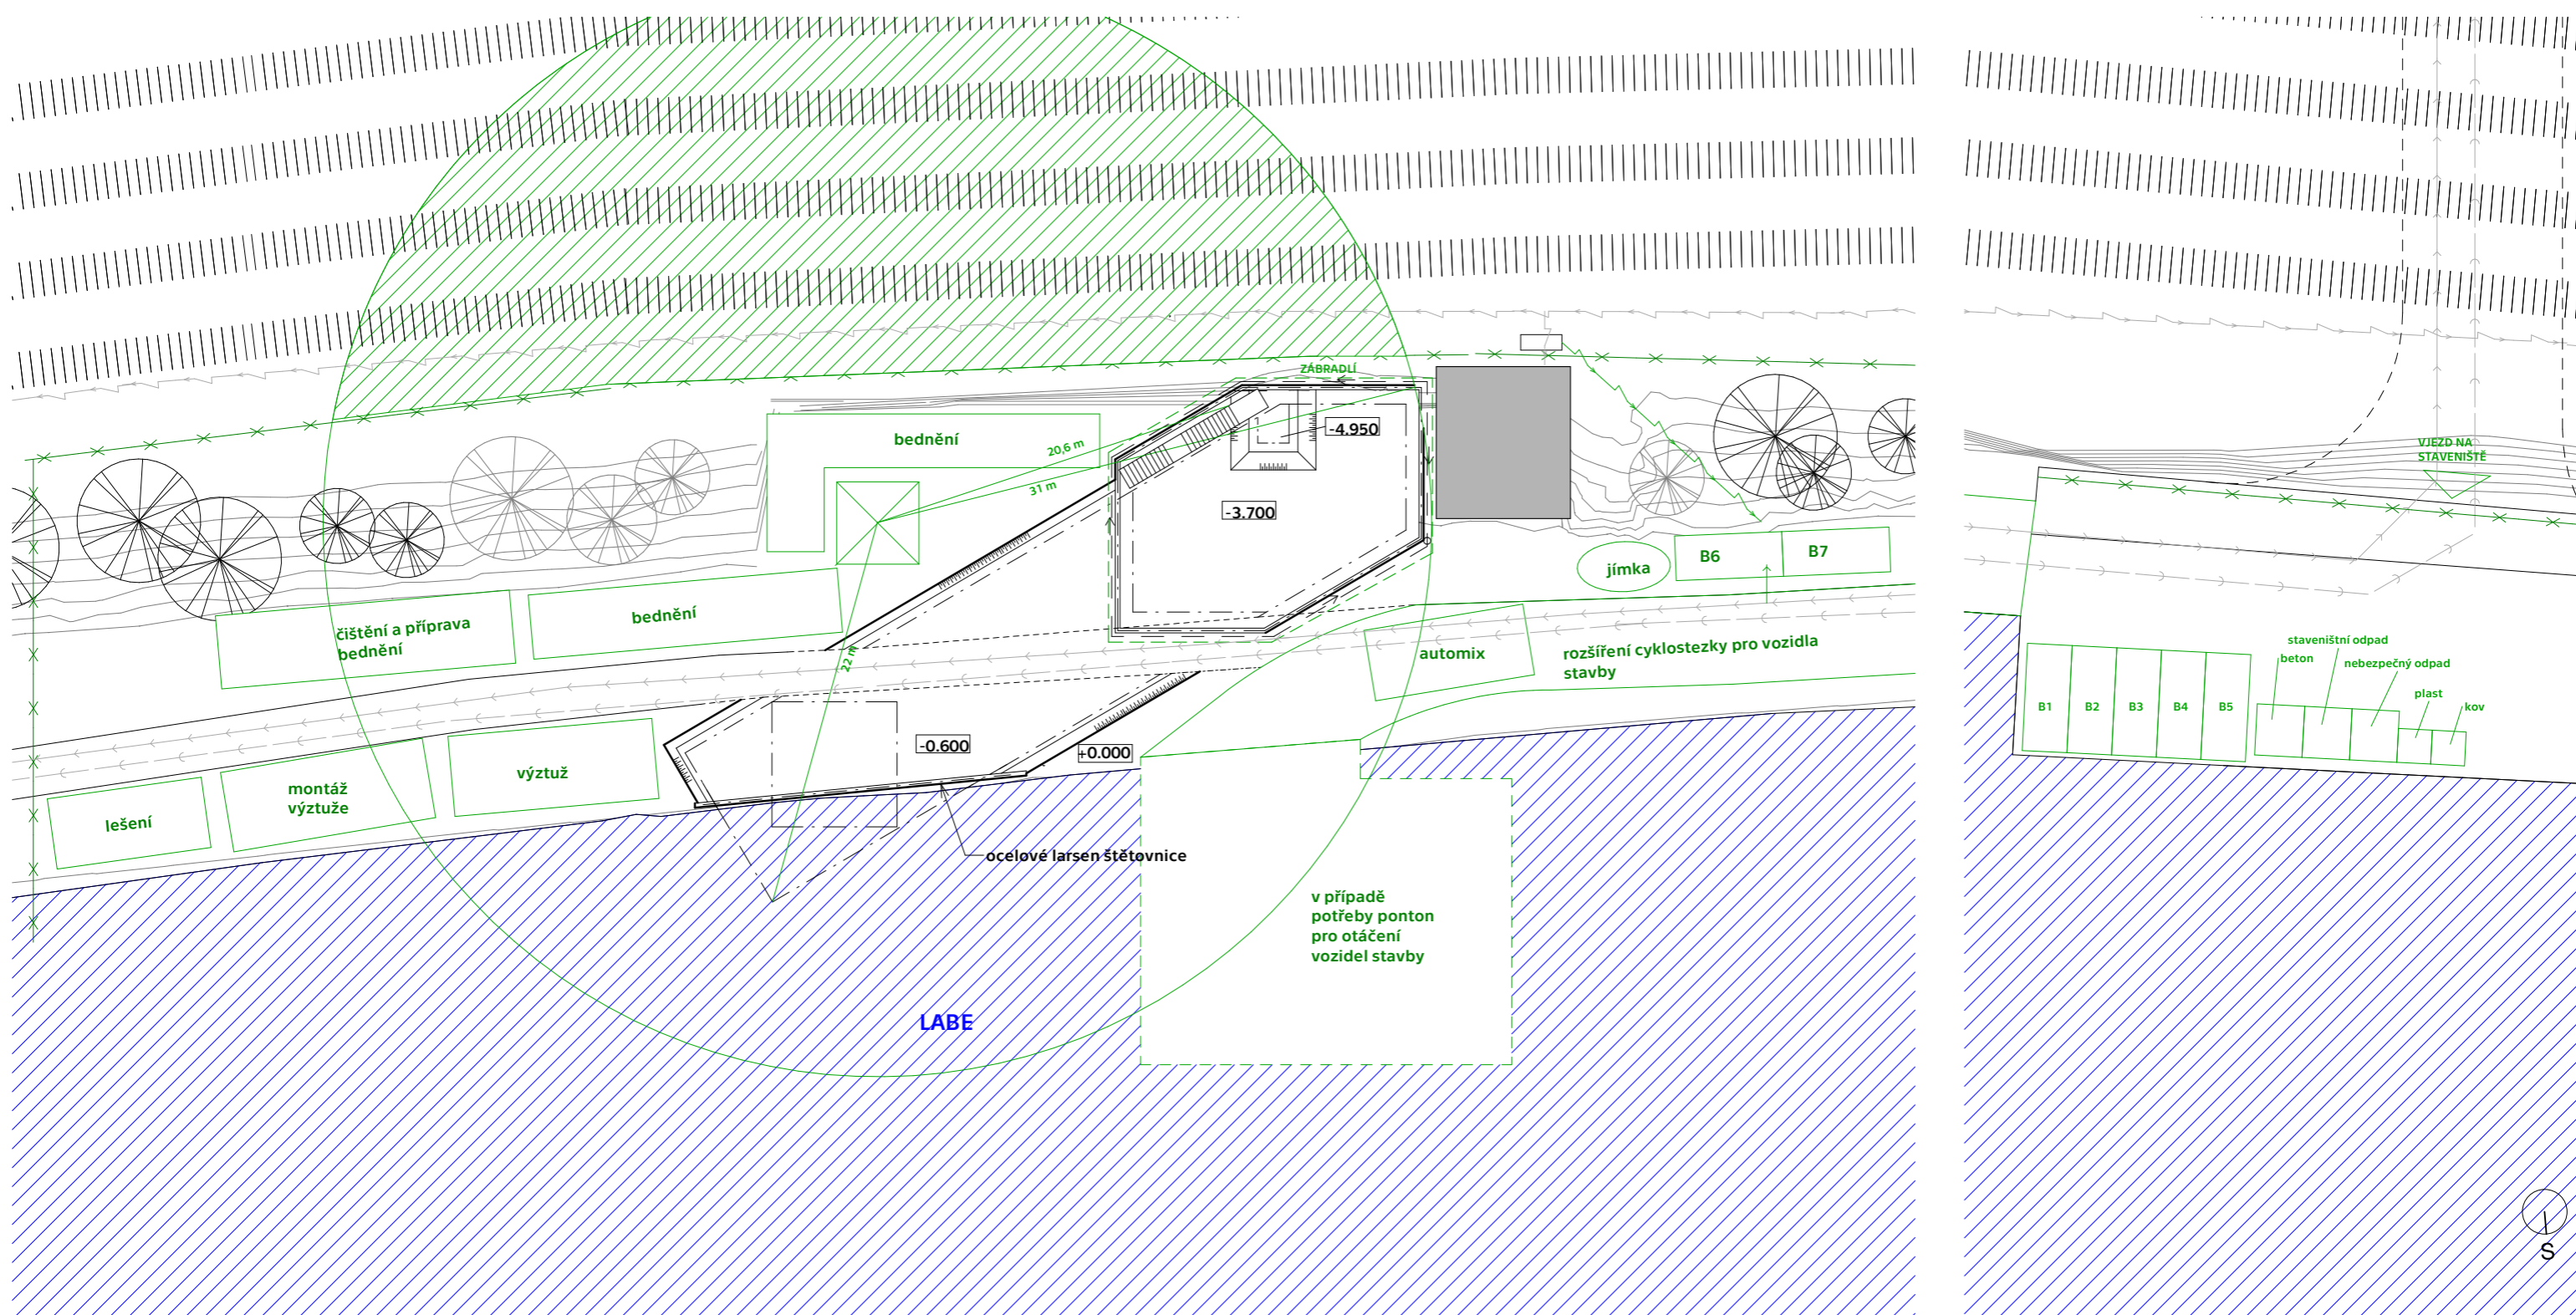 ZÁBRADLÍ
-4.950
bednění
20,6 m
31 m
-3.700
VJEZD NA
STAVENIŠTĚ
B6
B7
jímka
čištění a příprava
bednění
bednění
22 m
automix
rozšíření cyklostezky pro vozidla
stavby
staveništní odpad
beton
nebezpečný odpad
plast
kov
B1
B2
B3
B4
B5
-0.600
+0.000
výztuž
montáž
výztuže
lešení
ocelové larsen štětovnice
v případě
potřeby ponton
pro otáčení
vozidel stavby
LABE
S